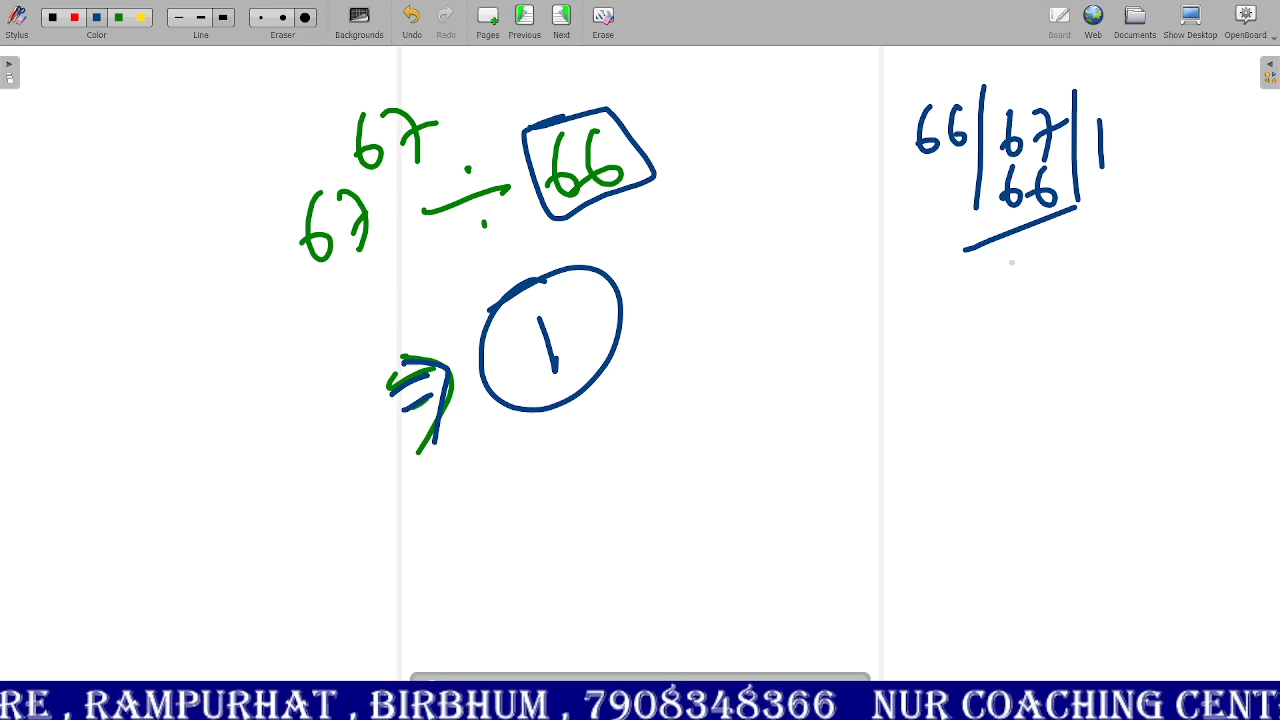 Stylus Color Line Eraser Backgrounds Undo Redo Pages Previous Next Erase Board Web Documents Show Desktop OpenBoard
67
67 ÷ 66
66 | 67 | 1
66
1
RE , RAMPURHAT , BIRBHUM , 7908348366 NUR COACHING CENT